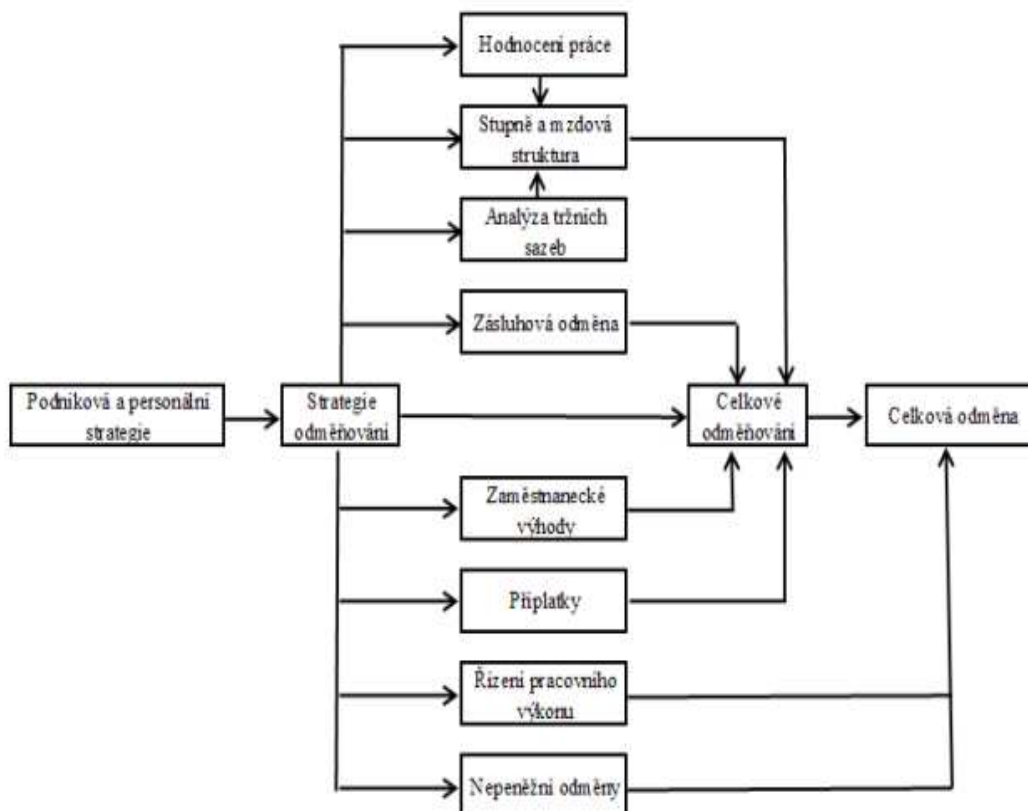 Hodnocení práce
Stupně a mzdová
struktura
Analýza tržních
sazeb
Zásluhová odměna
Podniková a personální
strategie
Strategie
odměňování
Celkové
odměňování
Celková odměna
Zaměstnanecké
výhody
Příplatky
Řízení pracovního
výkonu
Nepeněžní odměny